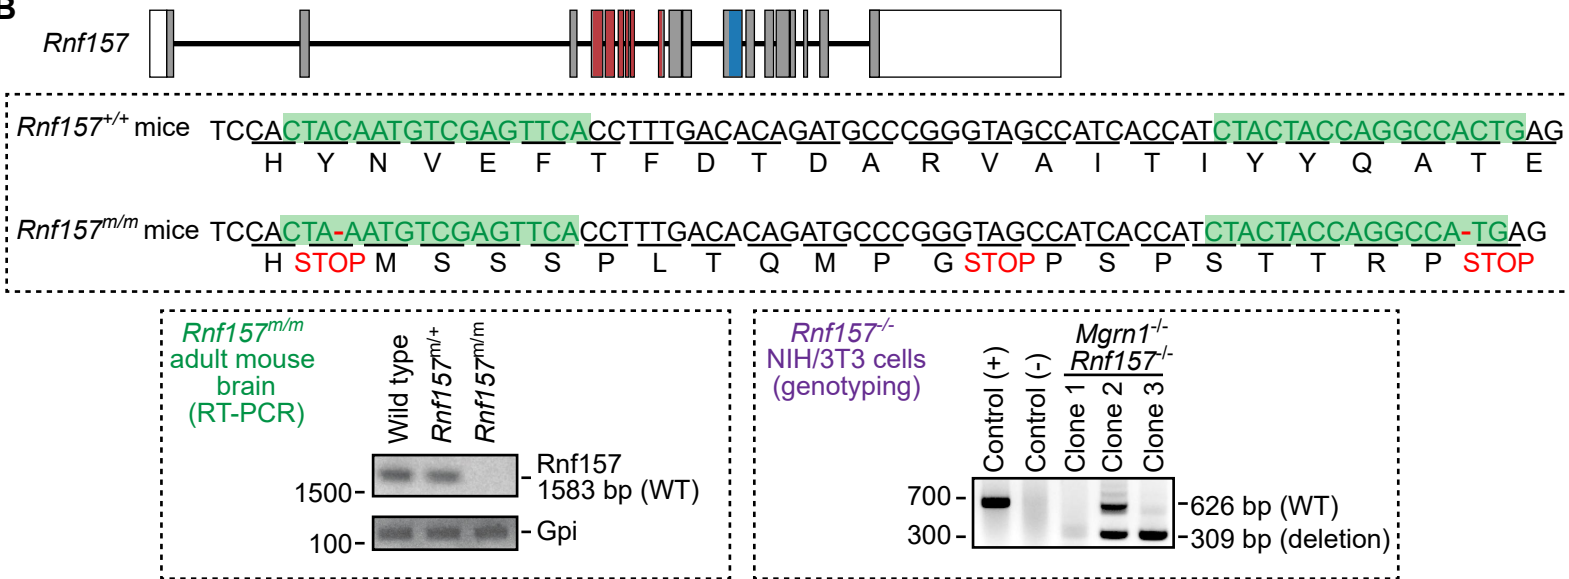 B
Rnf157
Rnf157+/+ mice TCCACTACAATGTCGAGTTCACCTTTGACACAGATGCCCGGGTAGCCATCACCATCTACTACCAGGCCACTGAG
H Y N V E F T F D T D A R V A I T I Y Y Q A T E
Rnf157m/m mice TCCACTA-AATGTCGAGTTCACCTTTGACACAGATGCCCGGGTAGCCATCACCATCTACTACCAGGCCA-TGAG
H STOP M S S S P L T Q M P G STOP P S P S T T R P STOP
Rnf157m/m
adult mouse
brain
(RT-PCR)
Wild type
Rnf157m/+
Rnf157m/m
Rnf157
1583 bp (WT)
1500-
Gpi
100-
Rnf157-/-
NIH/3T3 cells
(genotyping)
Mgrn1-/-
Rnf157-/-
Control (+)
Control (-)
Clone 1
Clone 2
Clone 3
700-
-626 bp (WT)
300-
-309 bp (deletion)